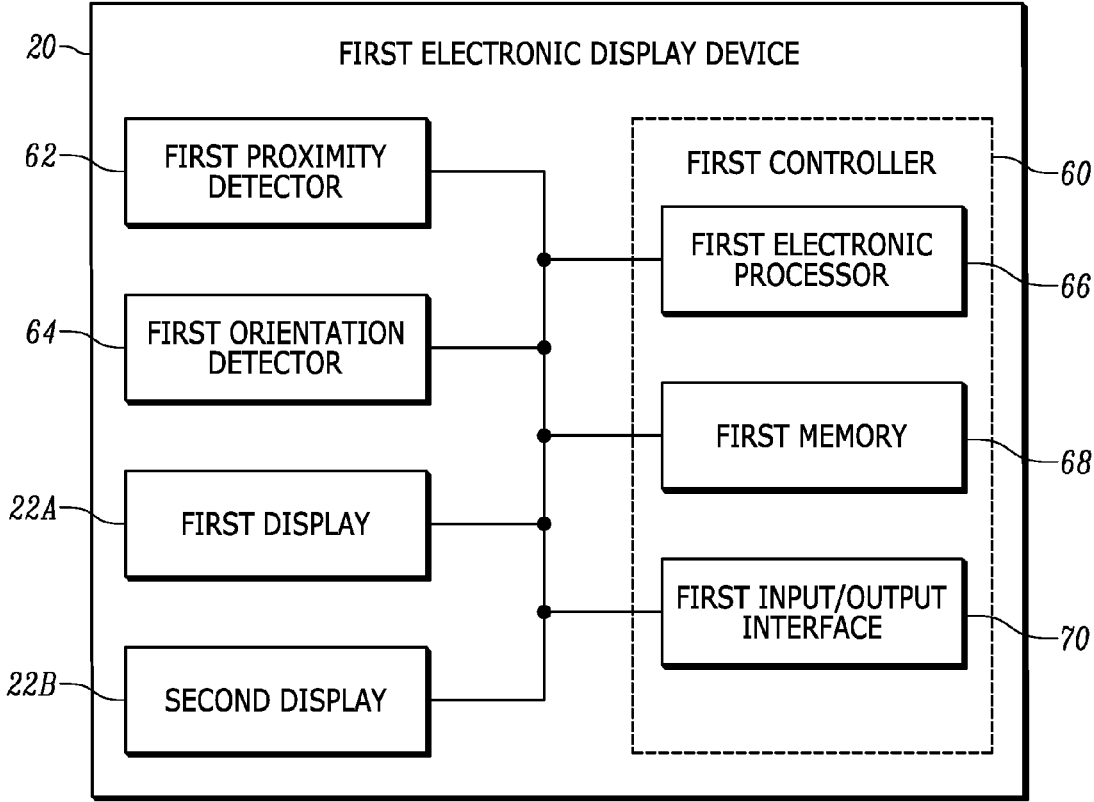 20
FIRST ELECTRONIC DISPLAY DEVICE
62
FIRST PROXIMITY
DETECTOR
64
FIRST ORIENTATION
DETECTOR
22A
FIRST DISPLAY
22B
SECOND DISPLAY
FIRST CONTROLLER
60
FIRST ELECTRONIC
PROCESSOR
66
FIRST MEMORY
68
FIRST INPUT/OUTPUT
INTERFACE
70